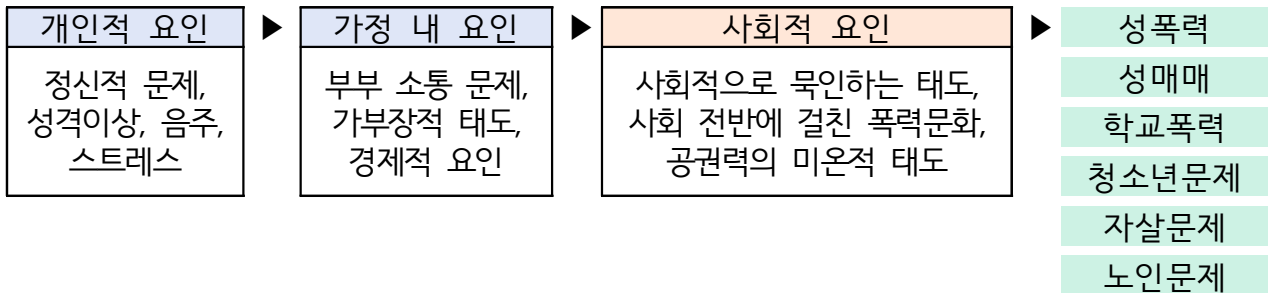 개인적 요인
정신적 문제,
성격이상, 음주,
스트레스
▶
가정 내 요인
부부 소통 문제,
가부장적 태도,
경제적 요인
▶
사회적 요인
사회적으로 묵인하는 태도,
사회 전반에 걸친 폭력문화,
공권력의 미온적 태도
▶
성폭력
성매매
학교폭력
청소년문제
자살문제
노인문제